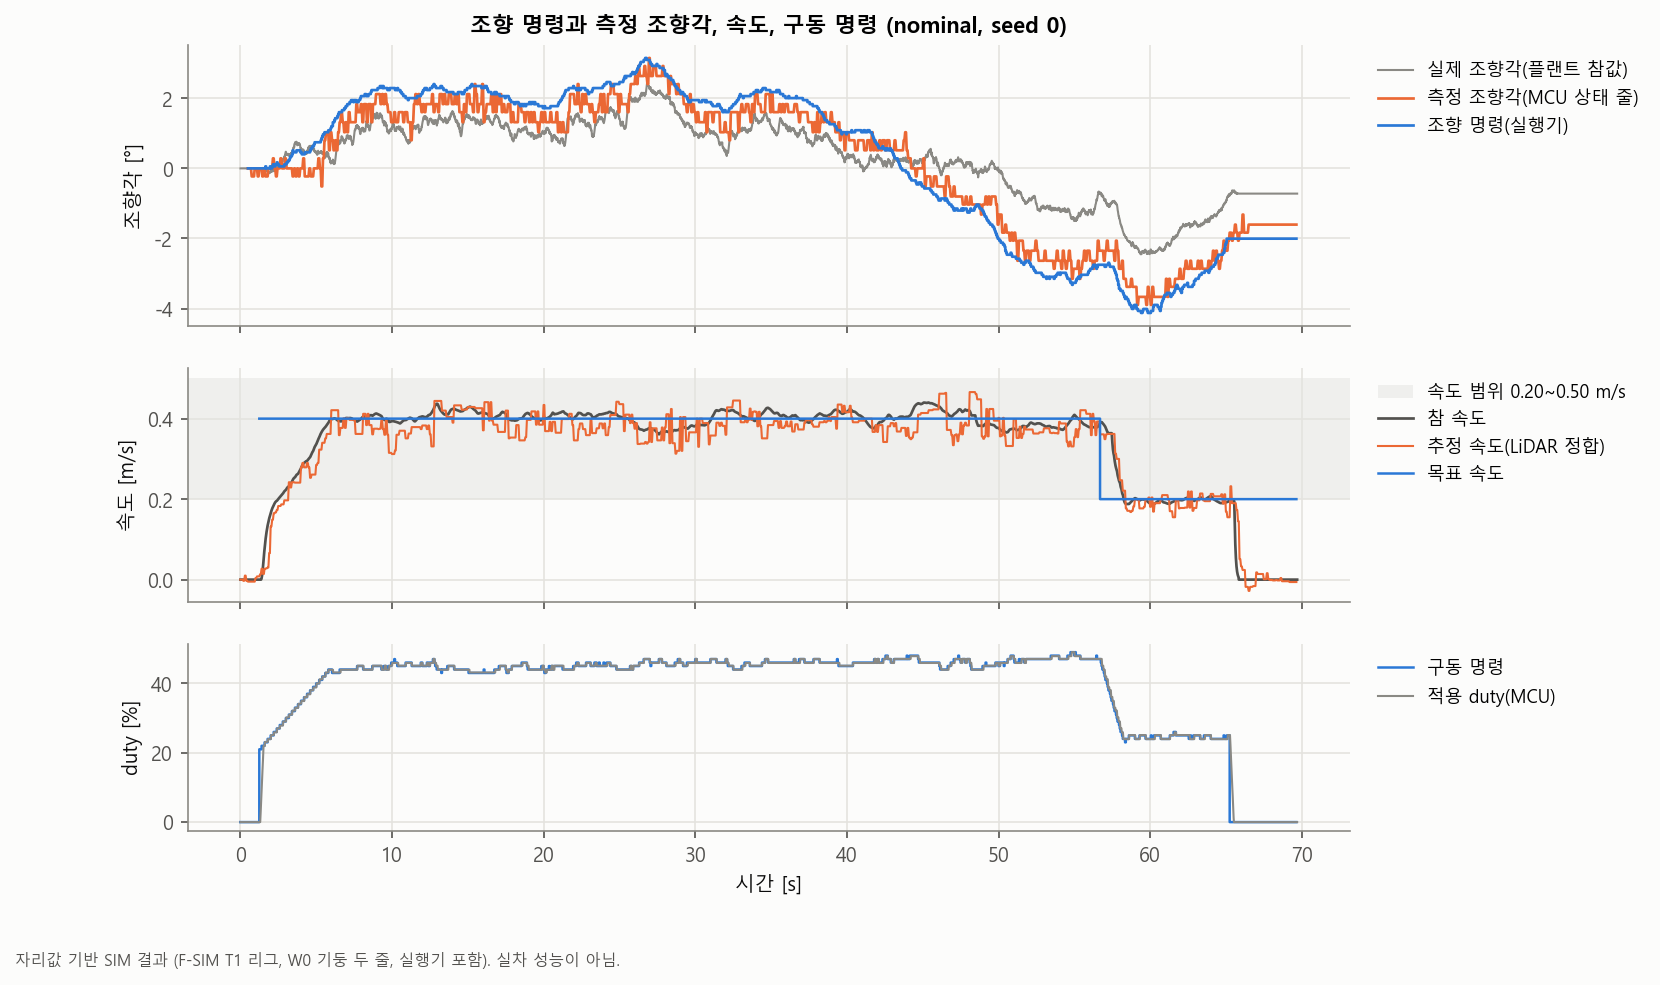 조향 명령과 측정 조향각, 속도, 구동 명령 (nominal, seed 0)
조향각 [°]
2
0
-2
-4
실제 조향각(플랜트 참값)
측정 조향각(MCU 상태 줄)
조향 명령(실행기)
속도 [m/s]
0.4
0.2
0.0
속도 범위 0.20~0.50 m/s
참 속도
추정 속도(LiDAR 정합)
목표 속도
duty [%]
40
20
0
구동 명령
적용 duty(MCU)
0 10 20 30 40 50 60 70
시간 [s]
자리값 기반 SIM 결과 (F-SIM T1 리그, W0 기둥 두 줄, 실행기 포함). 실차 성능이 아님.